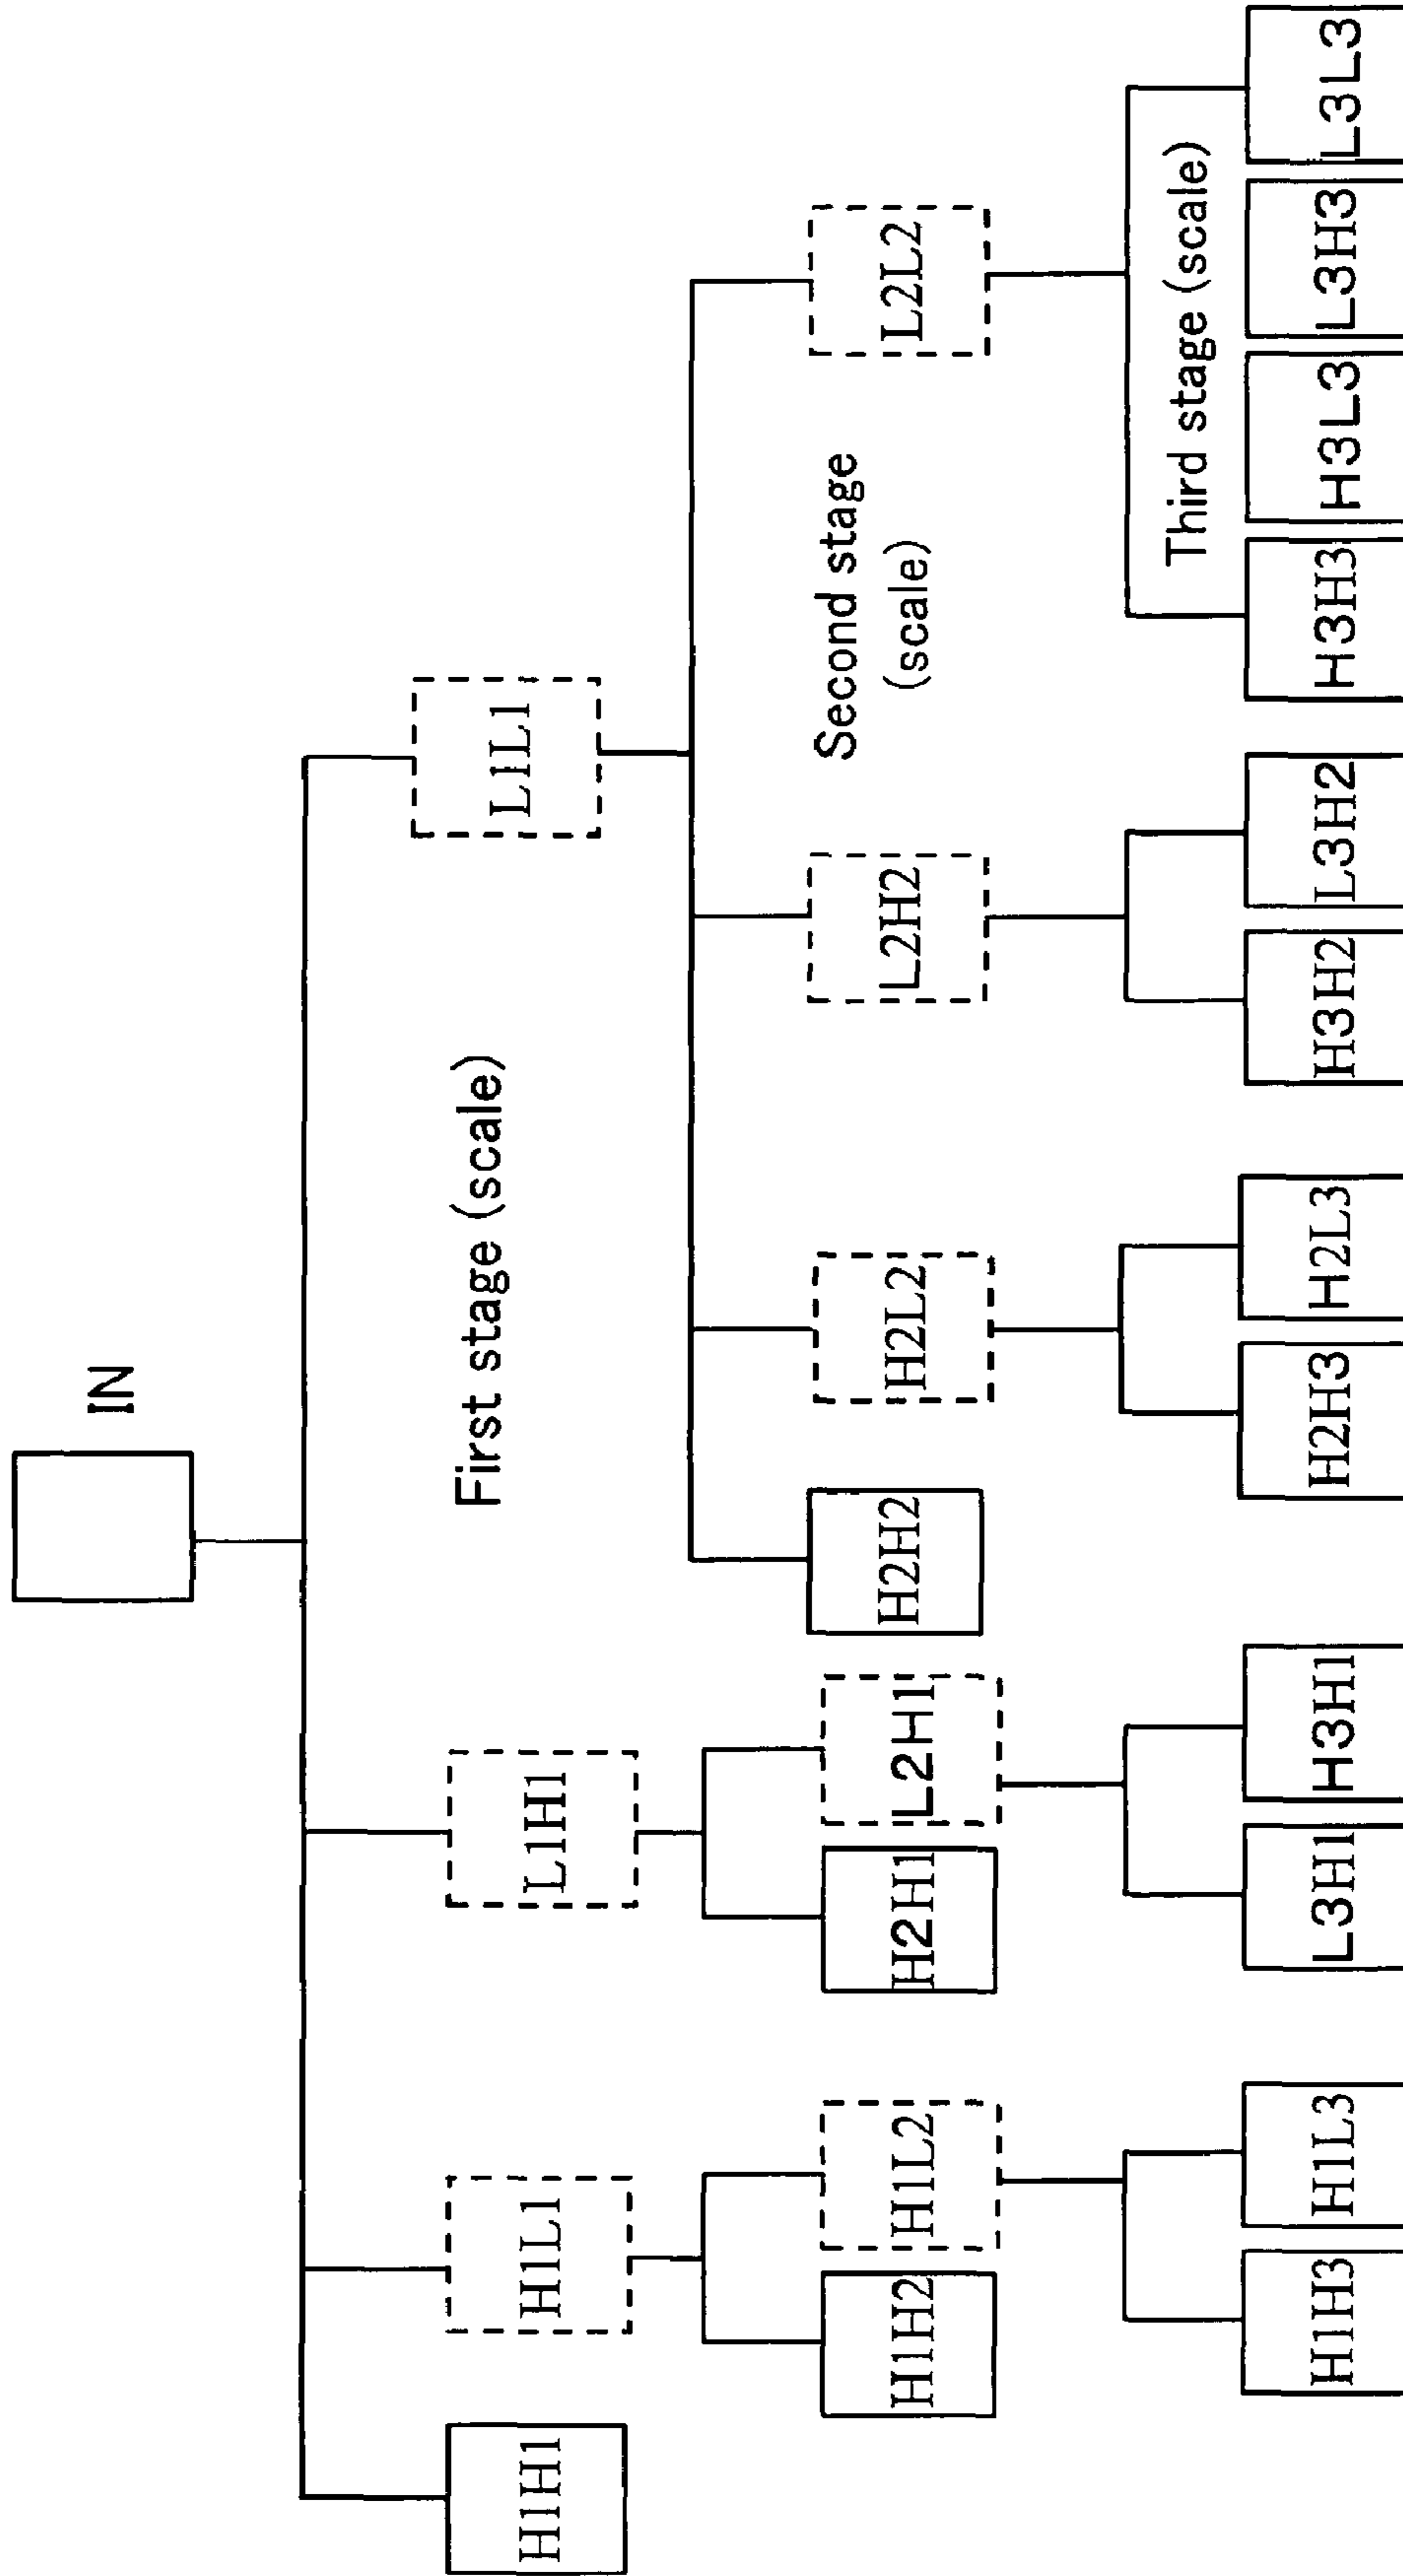 IN
H1H1
H1L1
L1H1
First stage (scale)
L1L1
H1H2
H1L2
H2H1
L2H1
H2H2
H2L2
L2H2
Second stage
(scale)
L2L2
Third stage (scale)
H1H3
H1L3
L3H1
H3H1
H2H3
H2L3
H3H2
L3H2
H3H3
H3L3
L3H3
L3L3